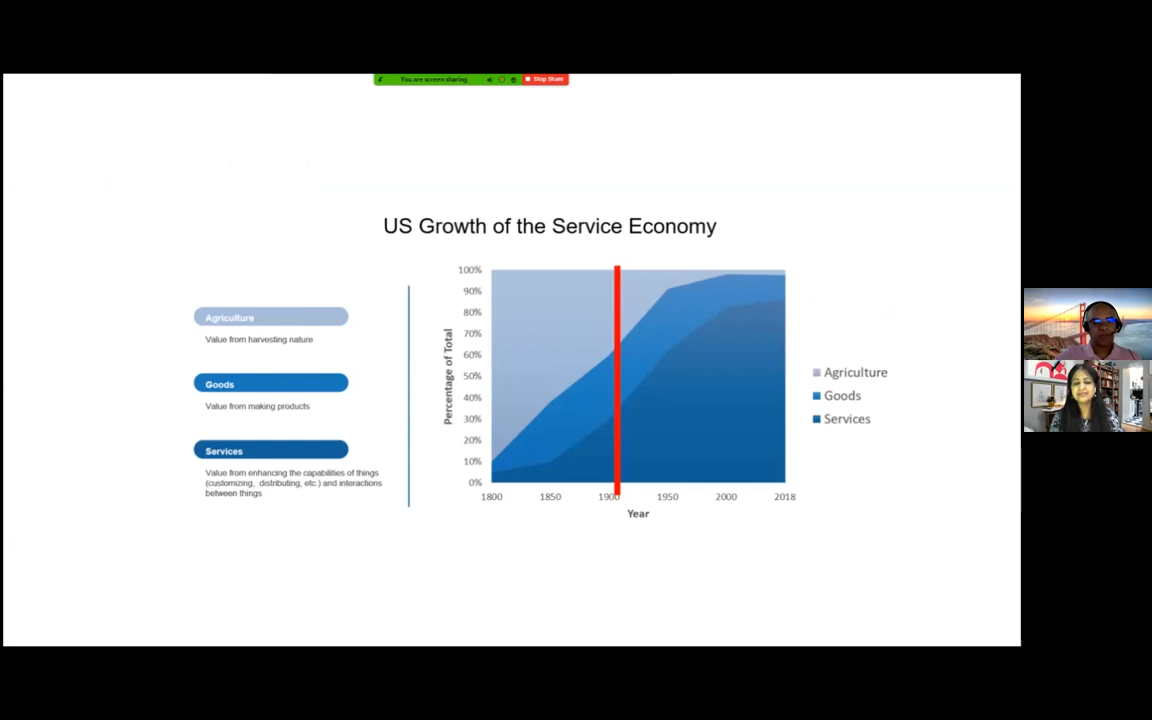 You are screen sharing
Stop Share
US Growth of the Service Economy
Agriculture
Value from harvesting nature
Goods
Value from making products
Services
Value from enhancing the capabilities of things
(customizing, distributing, etc.) and interactions
between things
Percentage of Total
100%
90%
80%
70%
60%
50%
40%
30%
20%
10%
0%
1800
1850
1900
1950
2000
2018
Year
Agriculture
Goods
Services